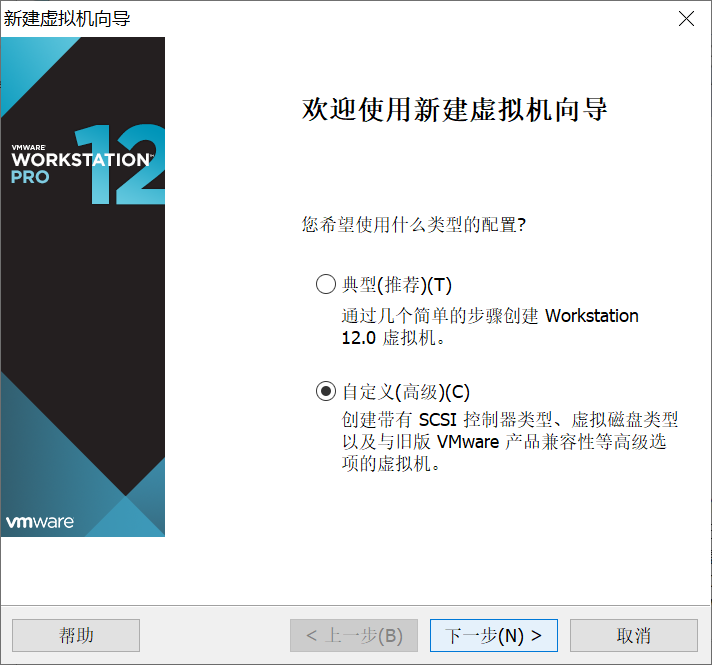 新建虚拟机向导
VMWARE
WORKSTATION™
PRO
12
vmware
欢迎使用新建虚拟机向导
您希望使用什么类型的配置?
典型(推荐)(T)
通过几个简单的步骤创建 Workstation
12.0 虚拟机。
自定义(高级)(C)
创建带有 SCSI 控制器类型、虚拟磁盘类型
以及与旧版 VMware 产品兼容性等高级选
项的虚拟机。
帮助
< 上一步(B)
下一步(N) >
取消